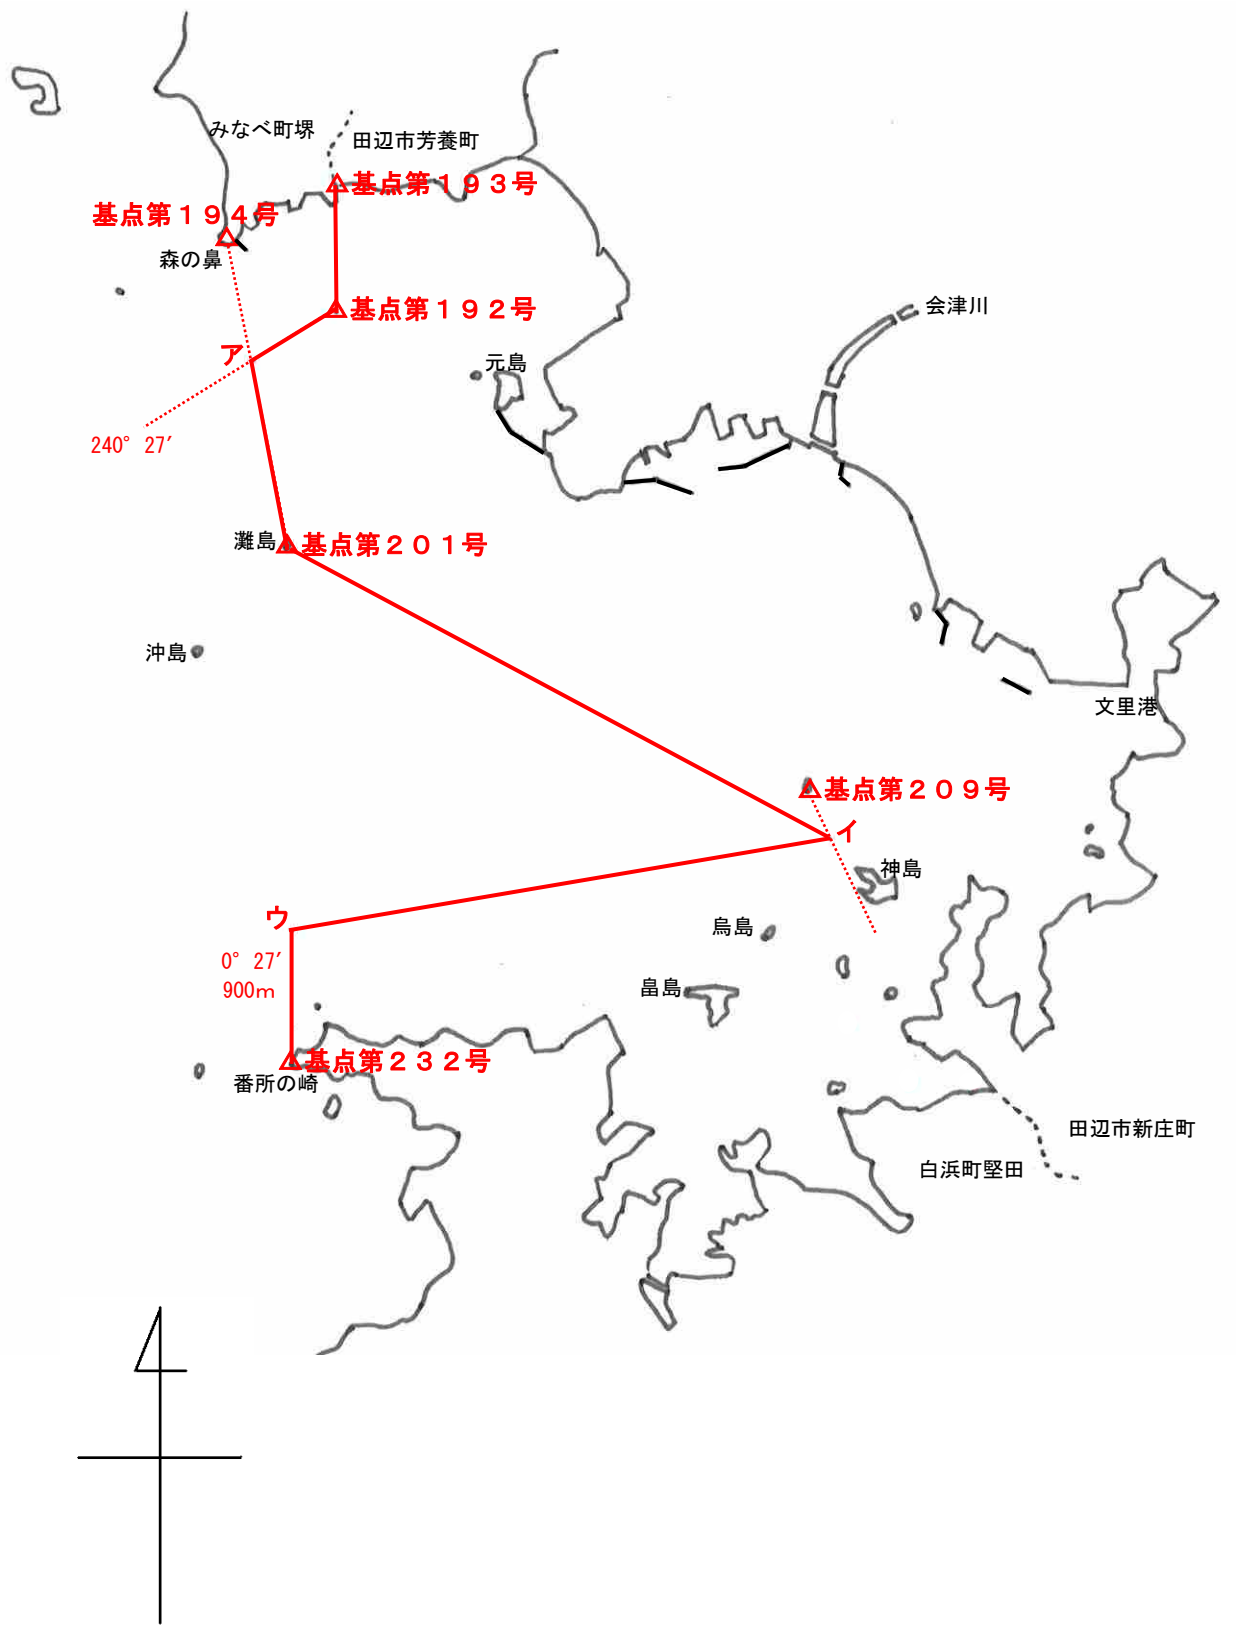 みなべ町堺
田辺市芳養町
基点第１９３号
基点第１９４号
森の鼻
基点第１９２号
会津川
ア
元島
240°27′
灘島
基点第２０１号
沖島
文里港
基点第２０９号
イ
神島
ウ
烏島
0°27′
900m
畠島
基点第２３２号
番所の崎
田辺市新庄町
白浜町堅田